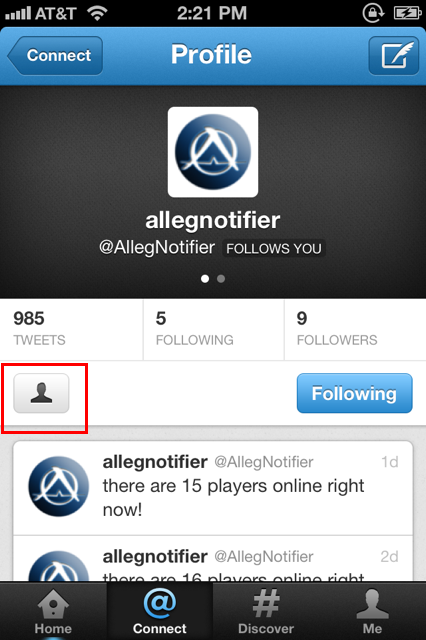 AT&T 2:21 PM
Connect Profile
allegnotifier
@AllegNotifier FOLLOWS YOU
985 5 9
TWEETS FOLLOWING FOLLOWERS
Following
allegnotifier @AllegNotifier 1d
there are 15 players online right
now!
allegnotifier @AllegNotifier 2d
there are 16 players online right
Home Connect Discover Me